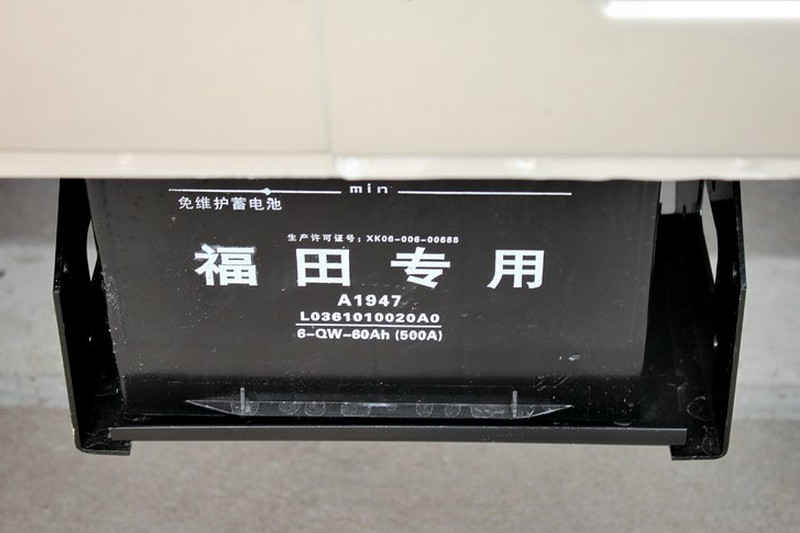 min
免维护蓄电池
生产许可证号：XK06-006-00688
福田专用
A1947
L0361010020A0
6-QW-60Ah (500A)